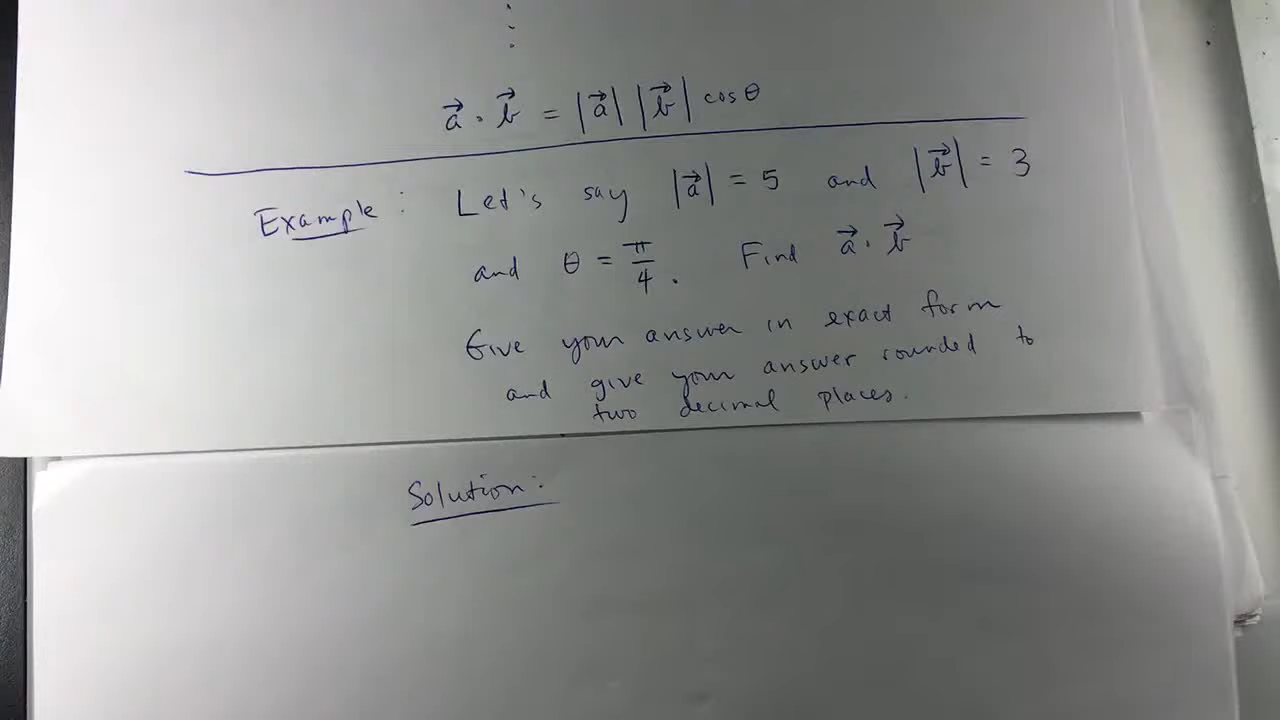 ⋮
a⃗ · b⃗ = |a⃗| |b⃗| cos θ
Example: Let's say |a⃗| = 5 and |b⃗| = 3
and θ = π/4. Find a⃗ · b⃗
Give your answer in exact form
and give your answer rounded to
two decimal places.
Solution: